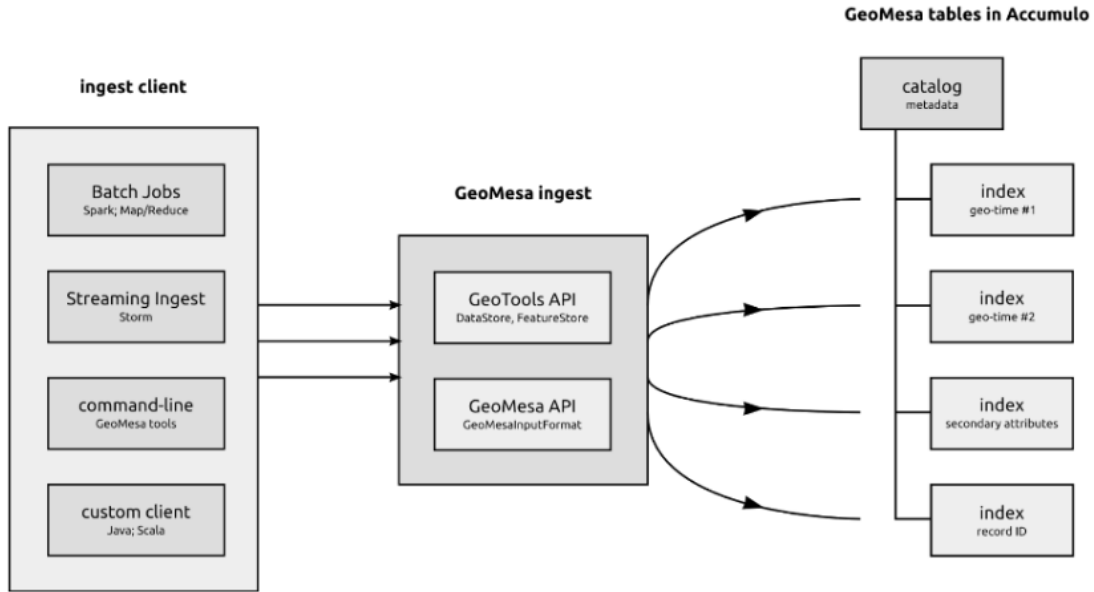 GeoMesa tables in Accumulo
ingest client
catalog
metadata
Batch Jobs
Spark; Map/Reduce
GeoMesa ingest
index
geo-time #1
Streaming Ingest
Storm
GeoTools API
DataStore, FeatureStore
index
geo-time #2
command-line
GeoMesa tools
GeoMesa API
GeoMesaInputFormat
index
secondary attributes
custom client
Java; Scala
index
record ID